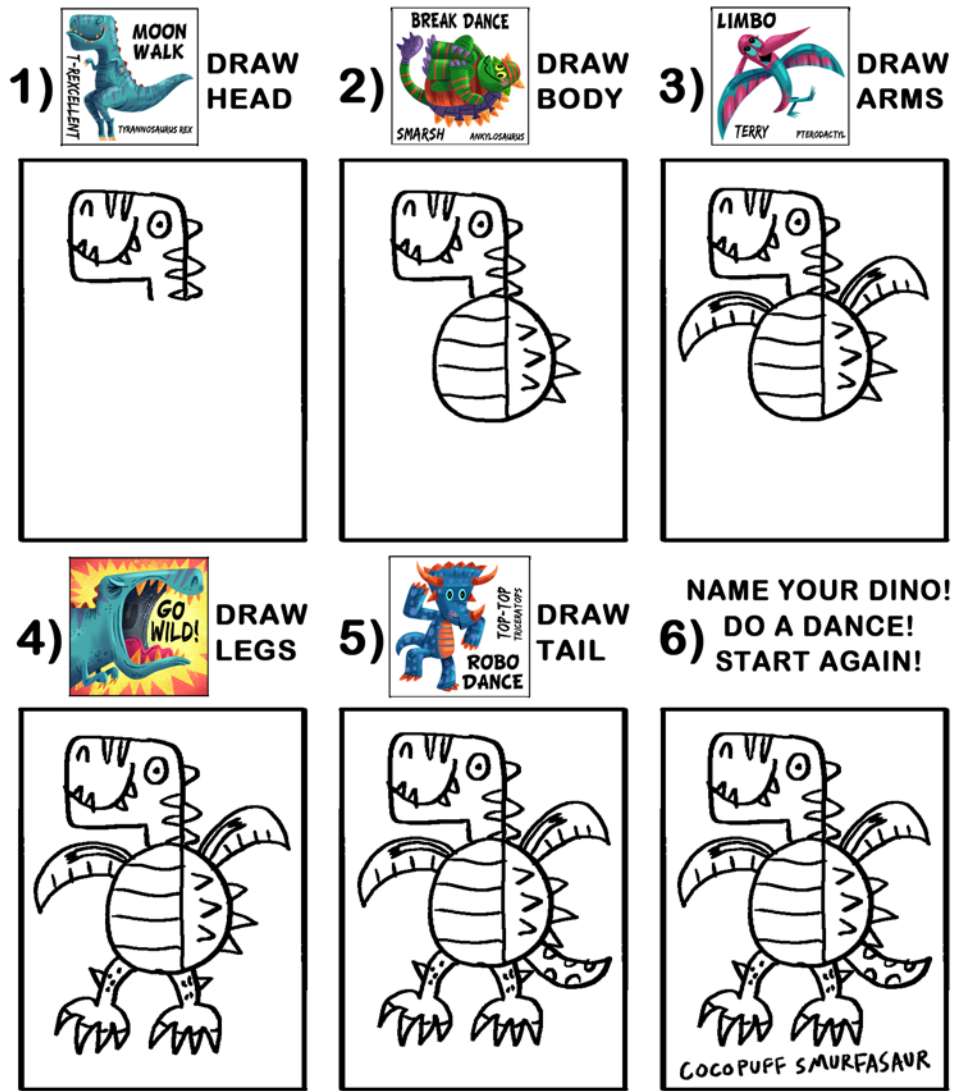 1)
MOON
WALK
T-REXCELLENT
TYRANNOSAURUS REX
DRAW
HEAD
2)
BREAK DANCE
SMARSH
ANKYLOSAURUS
DRAW
BODY
3)
LIMBO
TERRY
PTERODACTYL
DRAW
ARMS
4)
GO
WILD!
DRAW
LEGS
5)
TOP-TOP
TRICERATOPS
ROBO
DANCE
DRAW
TAIL
6)
NAME YOUR DINO!
DO A DANCE!
START AGAIN!
COCOPUFF SMURFASAUR